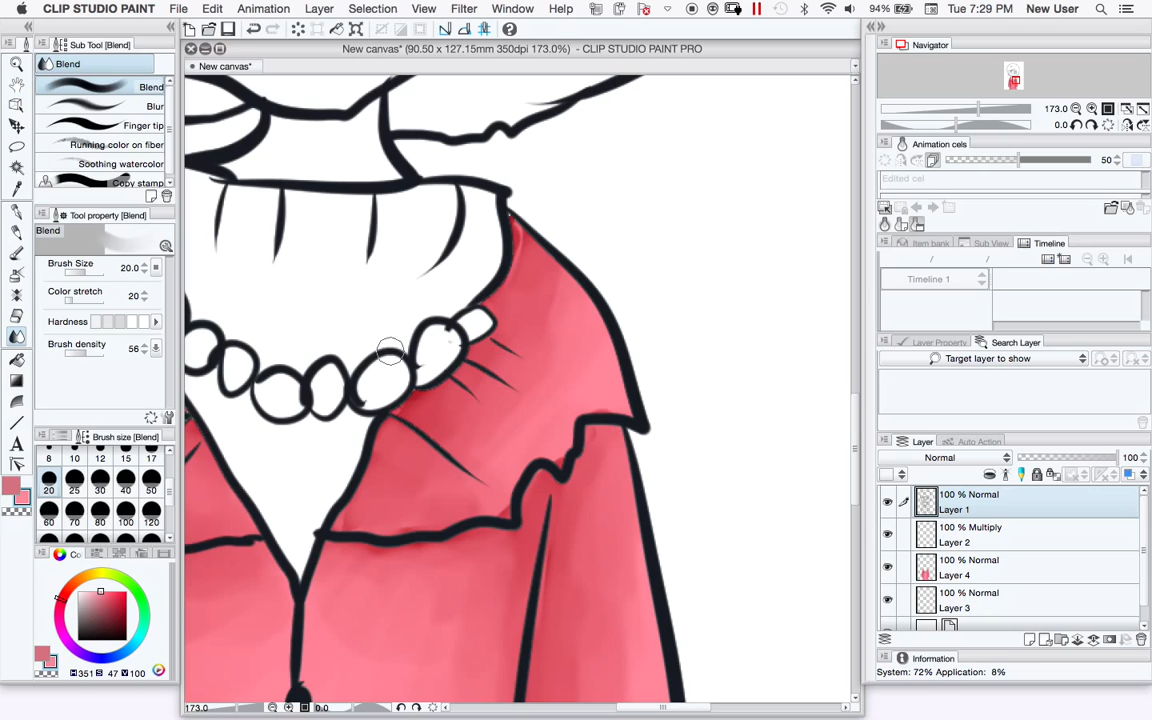 CLIP STUDIO PAINT File Edit Animation Layer Selection View Filter Window Help 94% Tue 7:29 PM New User
New canvas* (90.50 x 127.15mm 350dpi 173.0%) - CLIP STUDIO PAINT PRO
New canvas*
Sub Tool [Blend]
Blend
Blend
Blur
Finger tip
Running color on fiber
Soothing watercolor
Copy stamp
Tool property [Blend]
Blend
Brush Size 20.0
Color stretch 20
Hardness
Brush density 56
Brush size [Blend]
8 10 12 15 17
20 25 30 40 50
60 70 80 100 120
Co
H 351 S 47 V 100
173.0 0.0
Navigator
173.0
0.0
Animation cels
50
Edited cel
Item bank Sub View Timeline
/ /
Timeline 1
Layer Property Search Layer
Target layer to show
Layer Auto Action
Normal 100
100 % Normal
Layer 1
100 % Multiply
Layer 2
100 % Normal
Layer 4
100 % Normal
Layer 3
Information
System: 72% Application: 8%